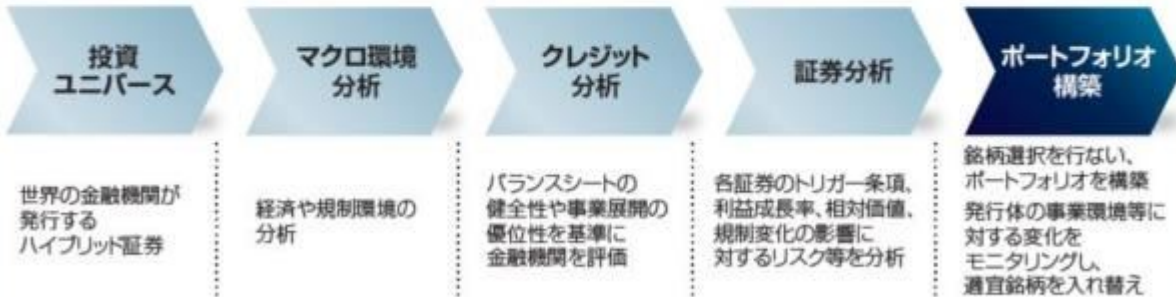 投資
ユニバース
マクロ環境
分析
クレジット
分析
証券分析
ポートフォリオ
構築
世界の金融機関が
発行する
ハイブリッド証券
経済や規制環境の
分析
バランスシートの
健全性や事業展開の
優位性を基準に
金融機関を評価
各証券のトリガー条項、
利益成長率、相対価値、
規制変化の影響に
対するリスク等を分析
銘柄選択を行ない、
ポートフォリオを構築
発行体の事業環境等に
対する変化を
モニタリングし、
適宜銘柄を入れ替え